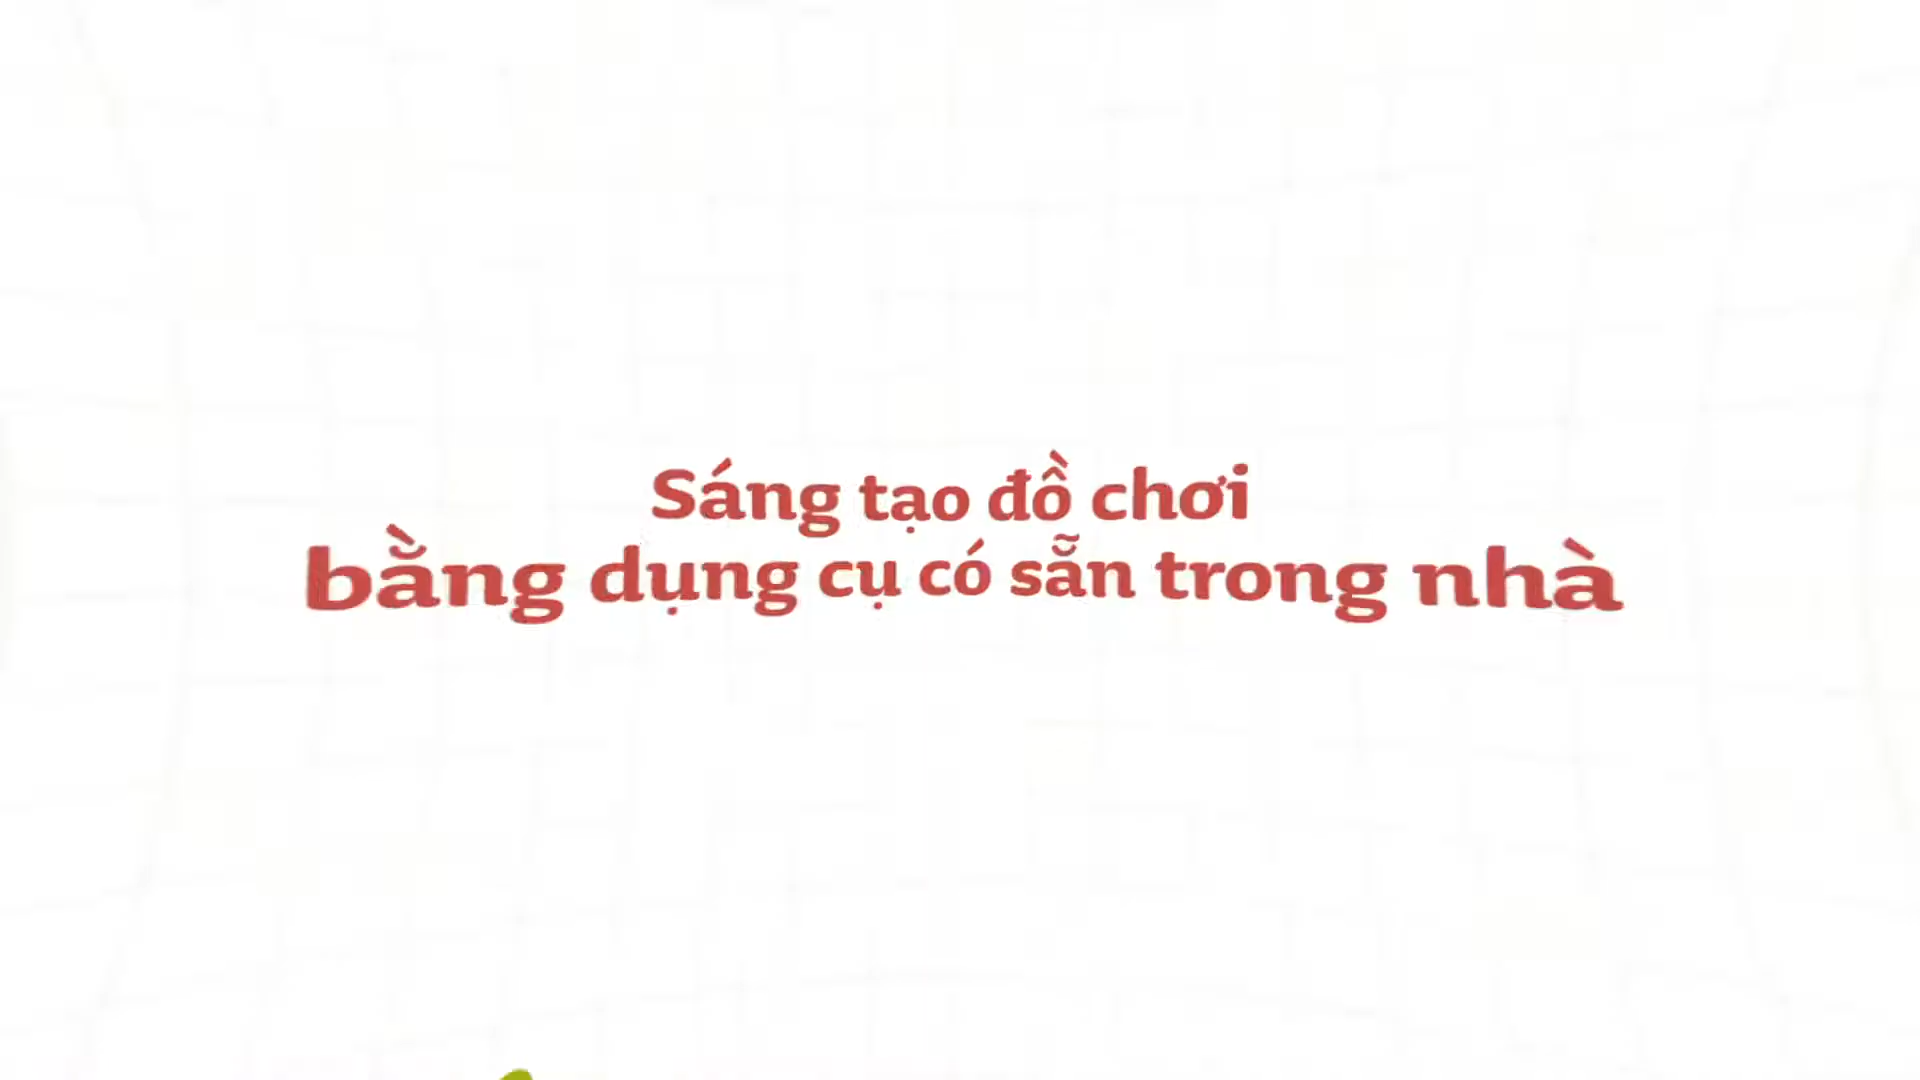 Sáng tạo đồ chơi
bằng dụng cụ có sẵn trong nhà